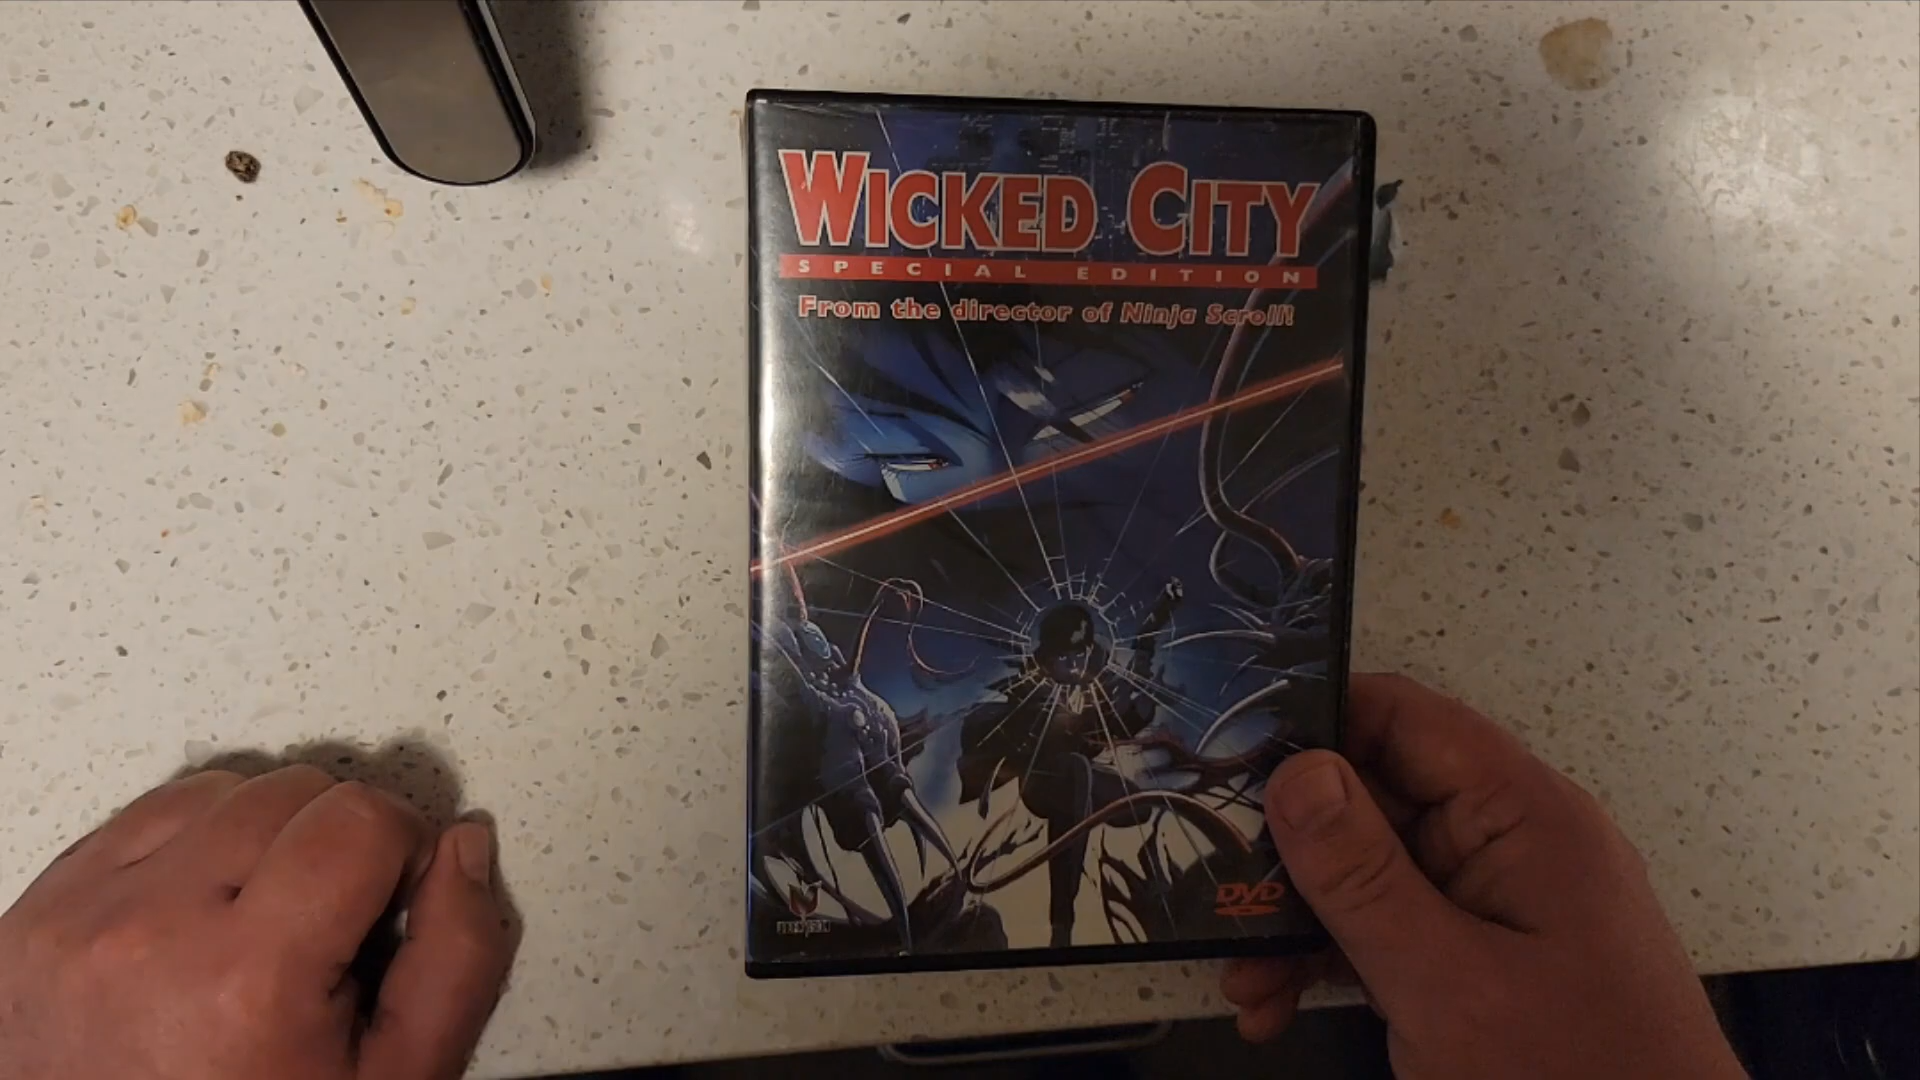 WICKED CITY
SPECIAL EDITION
From the director of Ninja Scroll!
DVD